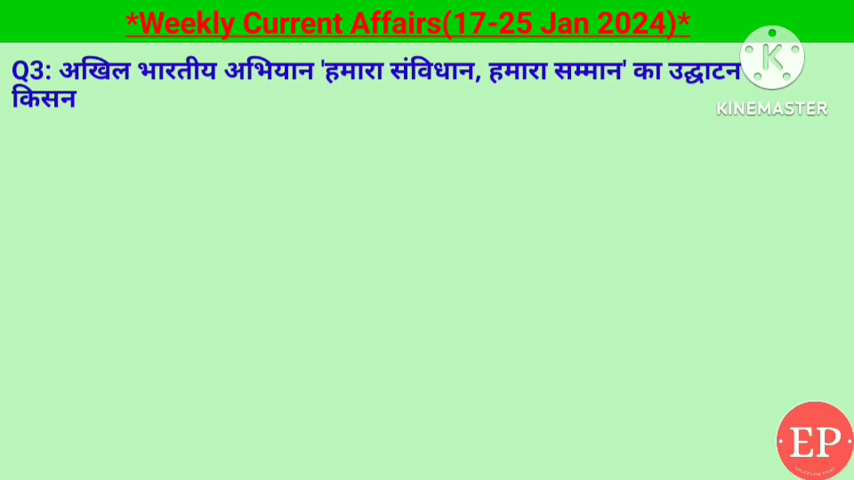 *Weekly Current Affairs(17-25 Jan 2024)*
Q3: अखिल भारतीय अभियान 'हमारा संविधान, हमारा सम्मान' का उद्घाटन
किसन
KINEMASTER
EP